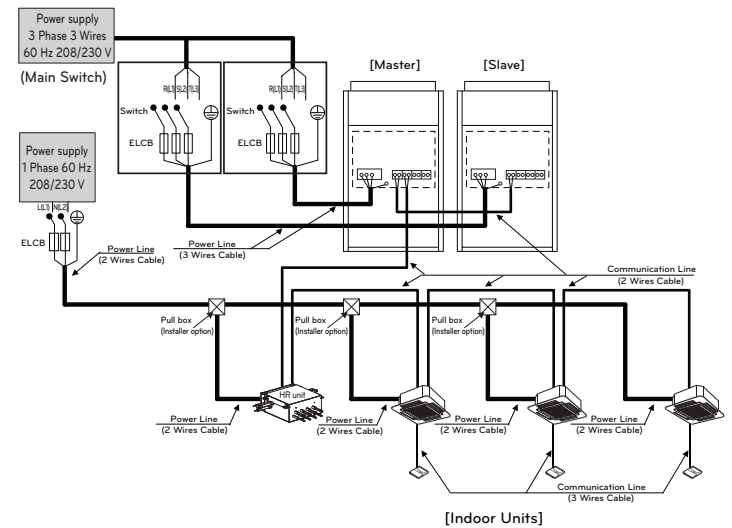 Power supply
3 Phase 3 Wires
60 Hz 208/230 V
(Main Switch)
[Master]
[Slave]
R(L1) S(L2) T(L3)
R(L1) S(L2) T(L3)
Switch
Switch
ELCB
ELCB
Power supply
1 Phase 60 Hz
208/230 V
L(L1) N(L2)
ELCB
Power Line
(2 Wires Cable)
Power Line
(3 Wires Cable)
Communication Line
(2 Wires Cable)
Pull box
(Installer option)
Pull box
(Installer option)
Pull box
(Installer option)
HR unit
Power Line
(2 Wires Cable)
Power Line
(2 Wires Cable)
Power Line
(2 Wires Cable)
Power Line
(2 Wires Cable)
Communication Line
(3 Wires Cable)
[Indoor Units]